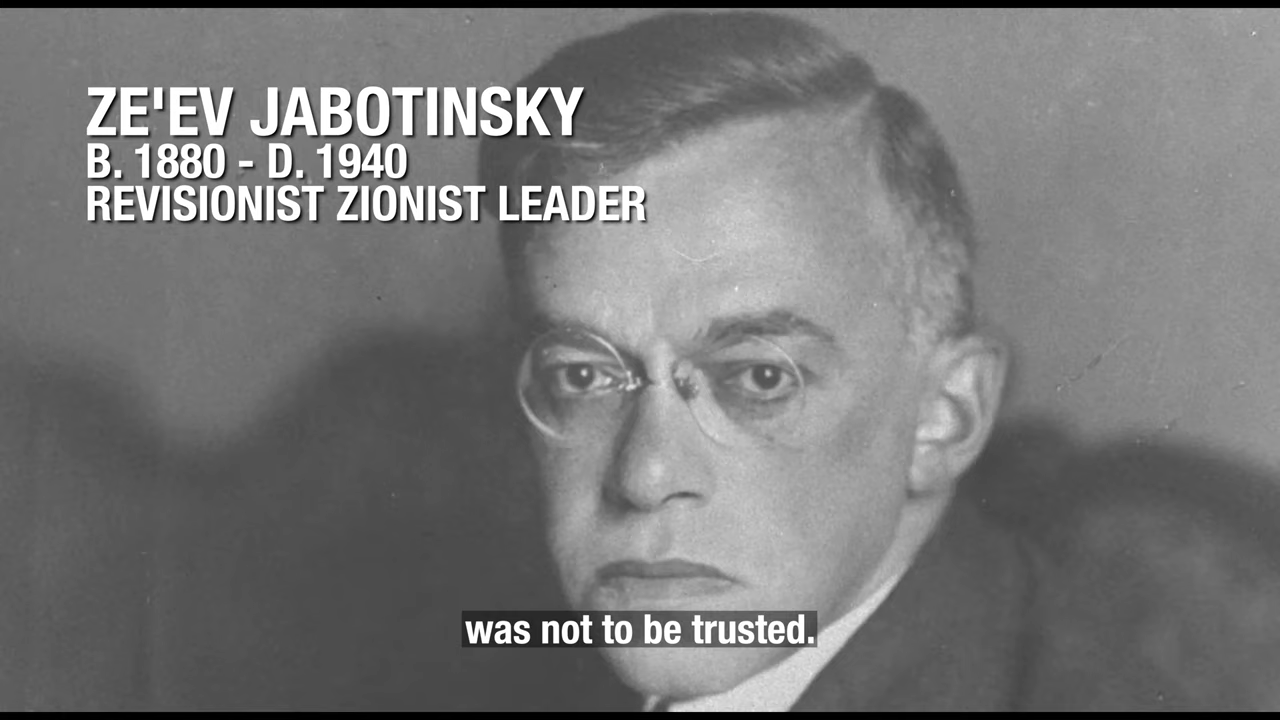 ZE'EV JABOTINSKY
B. 1880 - D. 1940
REVISIONIST ZIONIST LEADER
was not to be trusted.